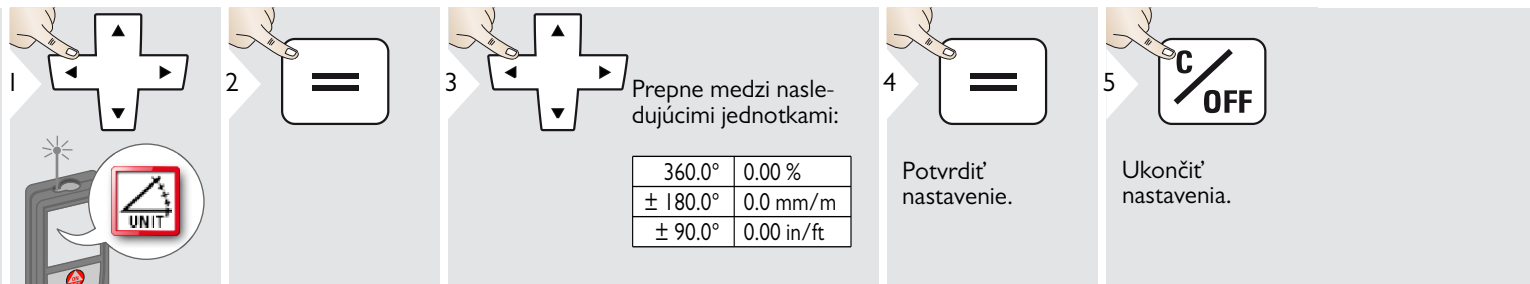 1
UNIT
ON
2
3
Prepne medzi nasle-
dujúcimi jednotkami:
360.0° 0.00 %
± 180.0° 0.0 mm/m
± 90.0° 0.00 in/ft
4
Potvrdiť
nastavenie.
5
C
OFF
Ukončiť
nastavenia.